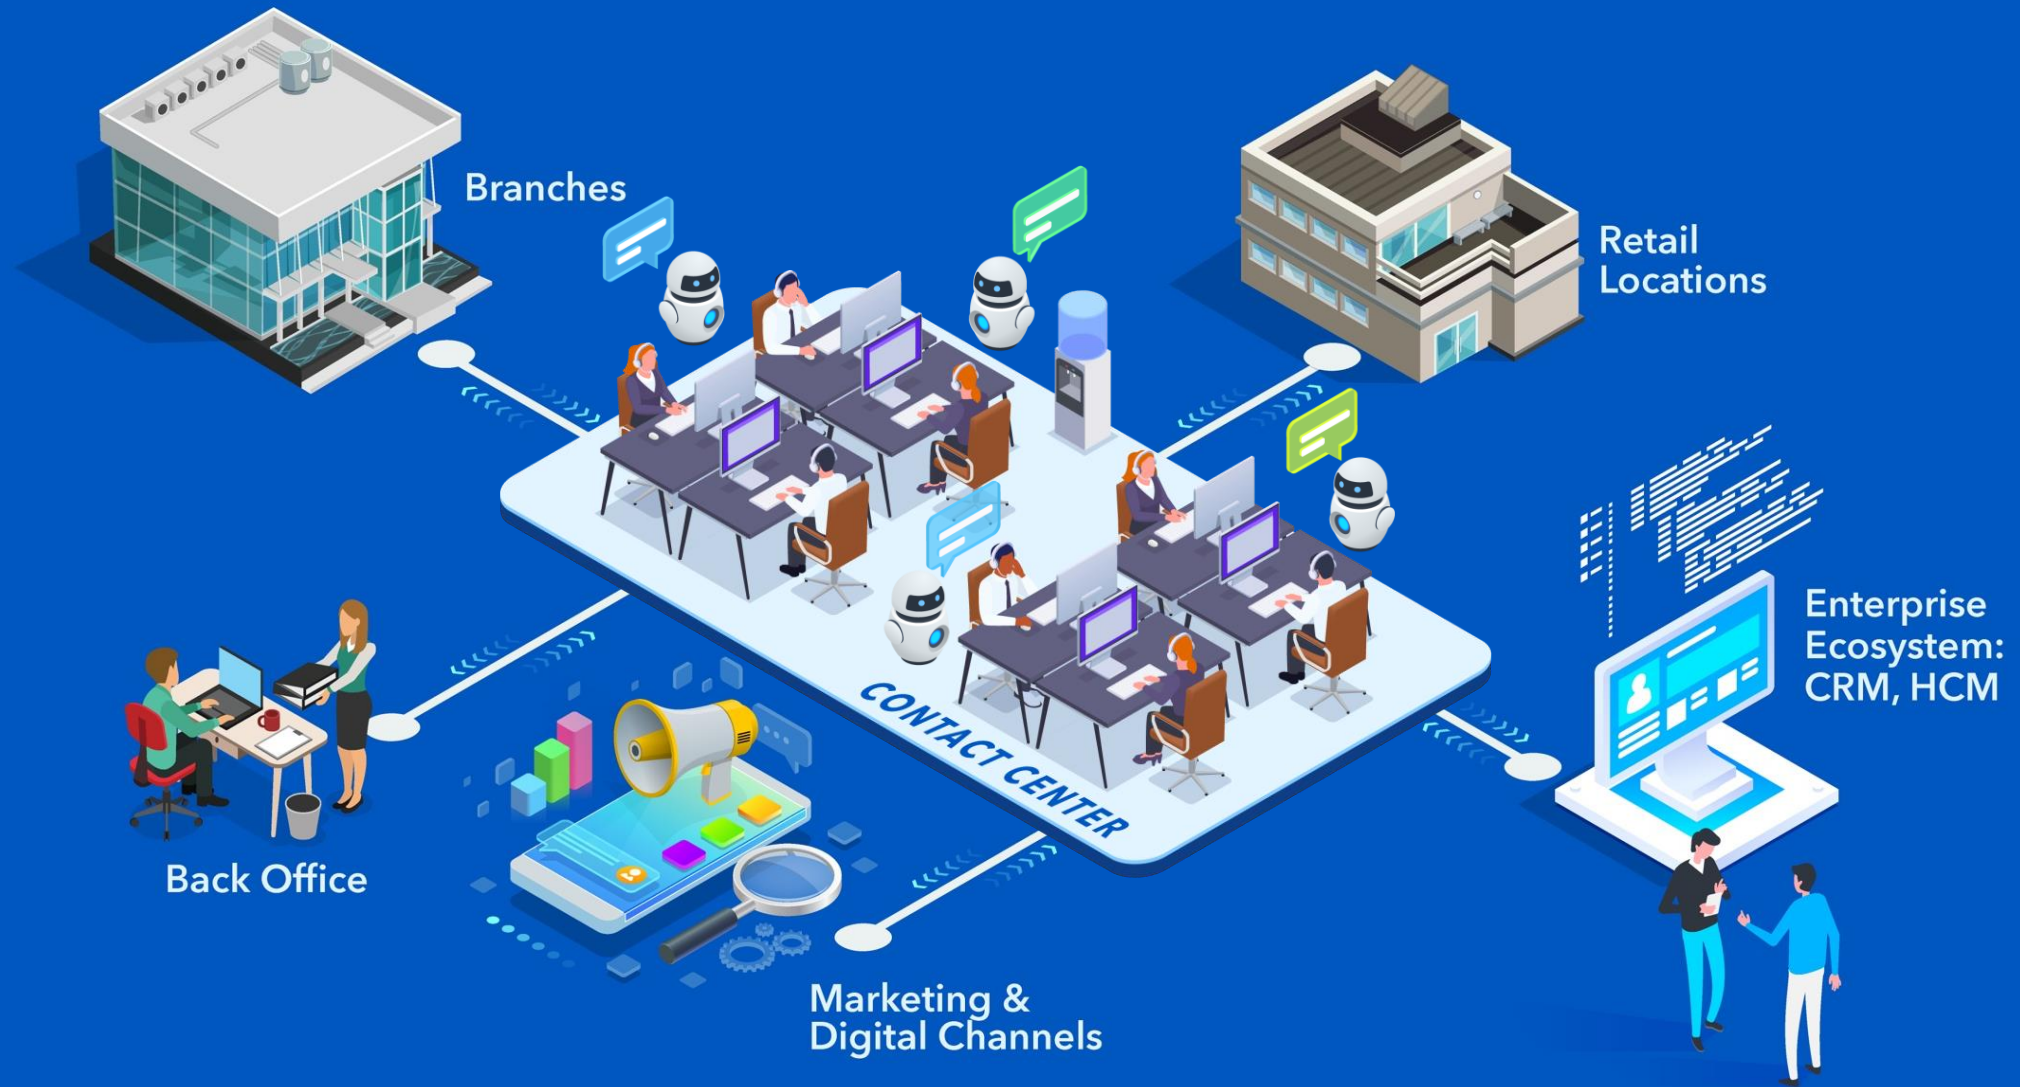 Branches
Retail
Locations
Enterprise
Ecosystem:
CRM, HCM
CONTACT CENTER
Back Office
Marketing &
Digital Channels